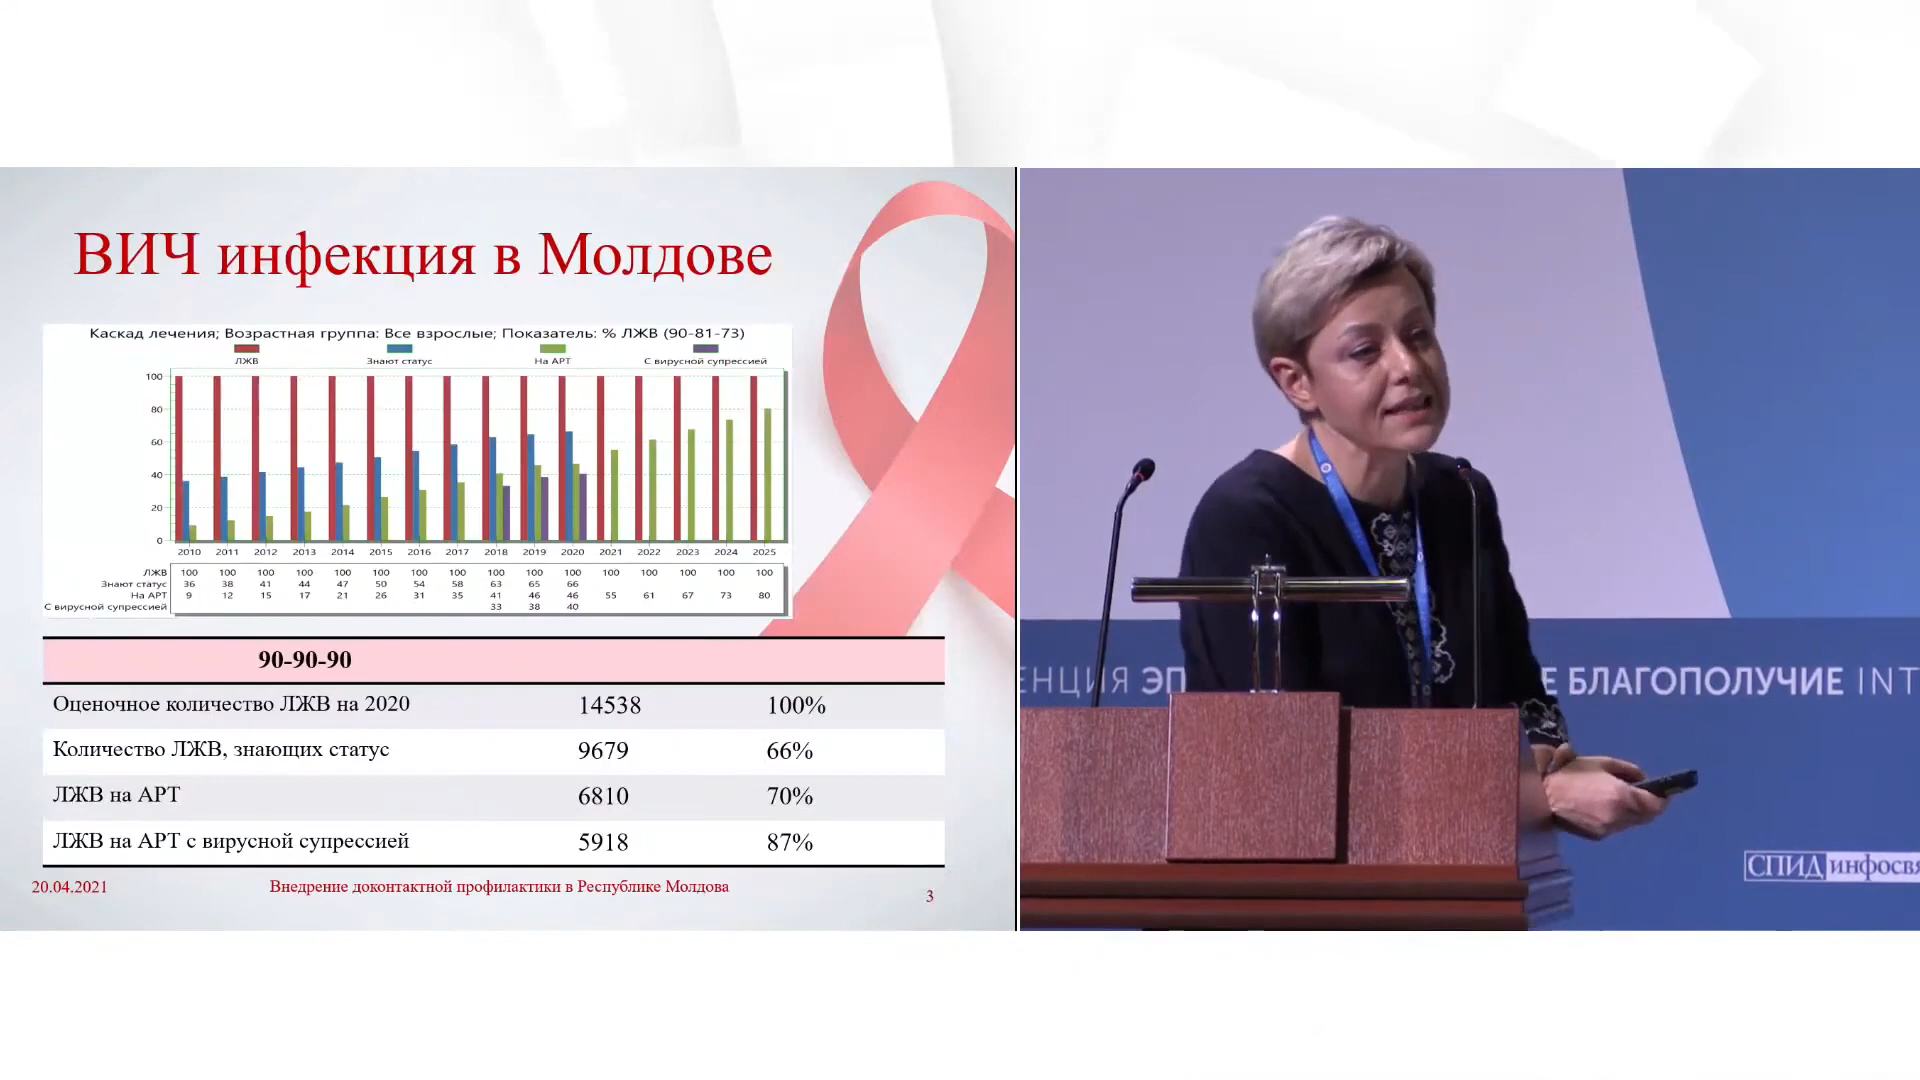 ВИЧ инфекция в Молдове
Каскад лечения; Возрастная группа: Все взрослые; Показатель: % ЛЖВ (90-81-73)
ЛЖВ Знают статус На АРТ С вирусной супрессией
100
80
60
40
20
0
2010 2011 2012 2013 2014 2015 2016 2017 2018 2019 2020 2021 2022 2023 2024 2025
ЛЖВ 100 100 100 100 100 100 100 100 100 100 100 100 100 100 100 100
Знают статус 36 38 41 44 47 50 54 58 63 65 66
На АРТ 9 12 15 17 21 26 31 35 41 46 46 55 61 67 73 80
С вирусной супрессией 33 38 40
90-90-90
Оценочное количество ЛЖВ на 2020 14538 100%
Количество ЛЖВ, знающих статус 9679 66%
ЛЖВ на АРТ 6810 70%
ЛЖВ на АРТ с вирусной супрессией 5918 87%
20.04.2021 Внедрение доконтактной профилактики в Республике Молдова 3
ЕНЦИЯ ЭП Е БЛАГОПОЛУЧИЕ INT
СПИД инфосвя